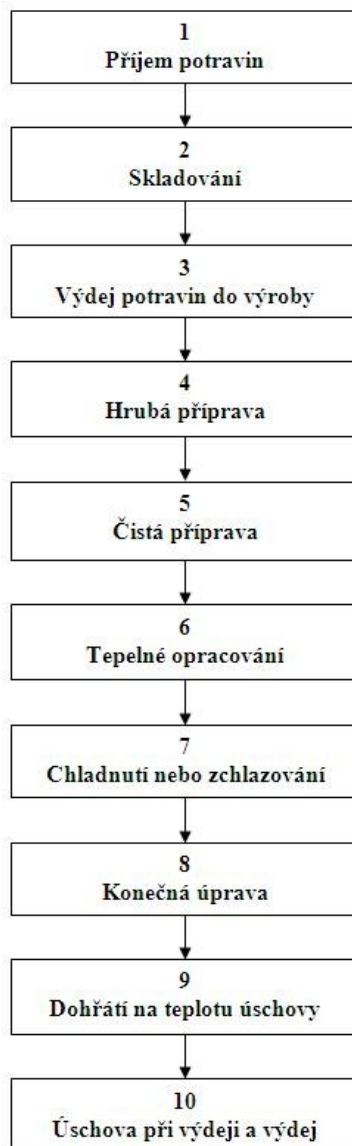 1
Příjem potravin
2
Skladování
3
Výdej potravin do výroby
4
Hrubá příprava
5
Čistá příprava
6
Tepelné opracování
7
Chladnutí nebo zchlazování
8
Konečná úprava
9
Dohřátí na teplotu úschovy
10
Úschova při výdeji a výdej